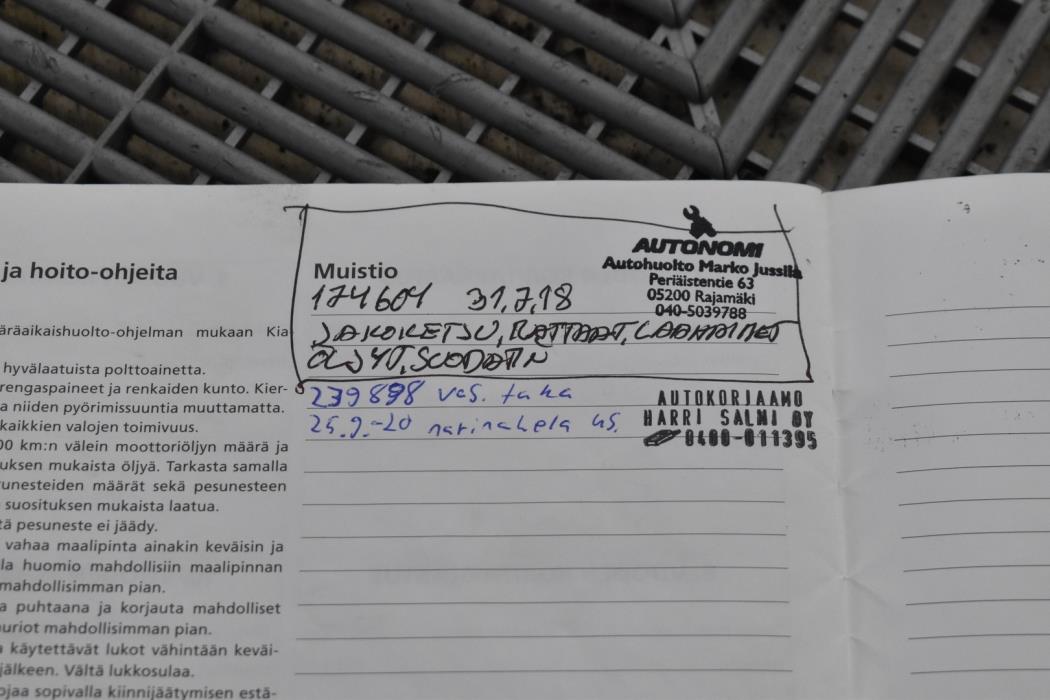 ja hoito-ohjeita
äräaikaishuolto-ohjelman mukaan Kia-
hyvälaatuista polttoainetta.
rengaspaineet ja renkaiden kunto. Kier-
a niiden pyörimissuuntia muuttamatta.
kaikkien valojen toimivuus.
00 km:n välein moottoriöljyn määrä ja
uksen mukaista öljyä. Tarkasta samalla
unesteiden määrät sekä pesunesteen
suosituksen mukaista laatua.
tä pesuneste ei jäädy.
vahaa maalipinta ainakin keväisin ja
la huomio mahdollisiin maalipinnan
mahdollisimman pian.
a puhtaana ja korjauta mahdolliset
uriot mahdollisimman pian.
käytettävät lukot vähintään keväi-
jälkeen. Vältä lukkosulaa.
ojaa sopivalla kiinnijäätymisen estä-
Muistio
174604 31.7.18
JAKOKETJU, RATTAAT, LAAHAIMET
ÖLJYT, SUODATIN
AUTONOMI
Autohuolto Marko Jussila
Periäistentie 63
05200 Rajamäki
040-5039788
239898 vas. taka
25.9.-20 narinahela us.
AUTOKORJAAMO
HARRI SALMI OY
0400-011395